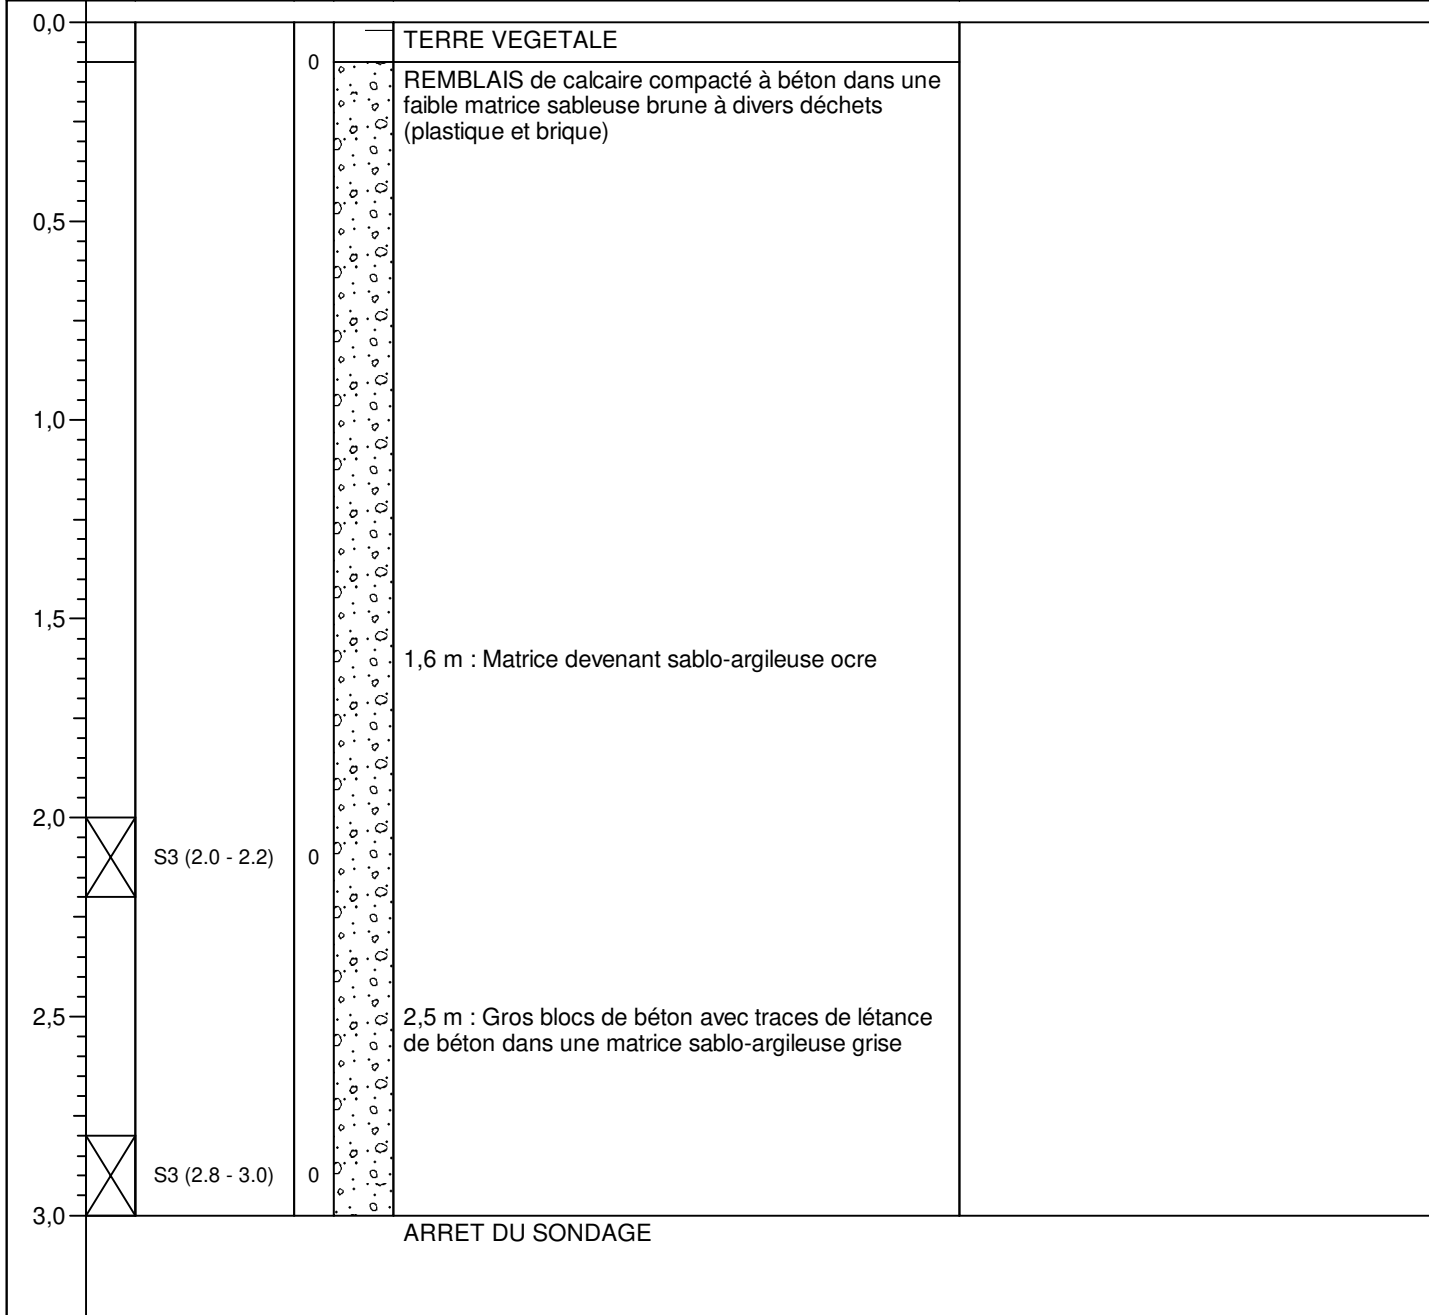 0,0
TERRE VEGETALE
0
REMBLAIS de calcaire compacté à béton dans une
faible matrice sableuse brune à divers déchets
(plastique et brique)
0,5
1,0
1,5
1,6 m : Matrice devenant sablo-argileuse ocre
2,0
S3 (2.0 - 2.2) 0
2,5
2,5 m : Gros blocs de béton avec traces de létance
de béton dans une matrice sablo-argileuse grise
S3 (2.8 - 3.0) 0
3,0
ARRET DU SONDAGE